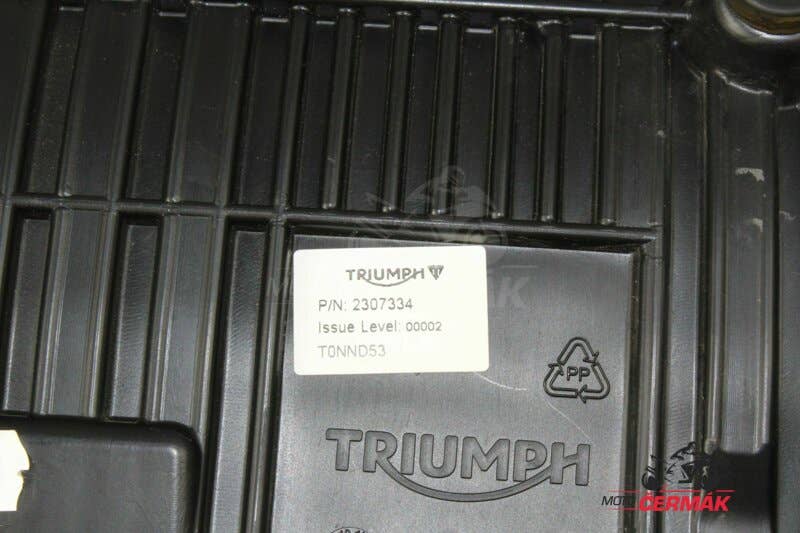 TRIUMPH
P/N: 2307334
Issue Level: 00002
T0NND53
PP
TRIUMPH
MOTO
ČERMÁK